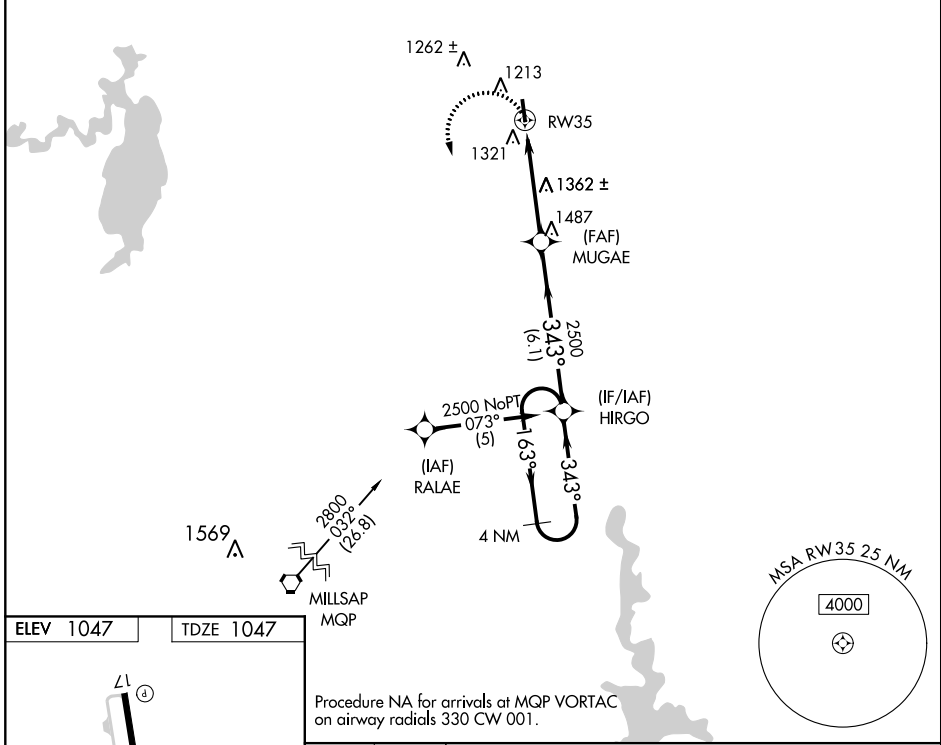 1262 ±
1213
RW35
1321
1362 ±
1487
(FAF)
MUGAE
2500
343°
(6.1)
(IF/IAF)
HIRGO
2500 NoPT
073°
(5)
(IAF)
RALAE
163°
343°
4 NM
2800
032°
(26.8)
1569
MILLSAP
MQP
MSA RW35 25 NM
4000
ELEV 1047
TDZE 1047
17
P
Procedure NA for arrivals at MQP VORTAC
on airway radials 330 CW 001.